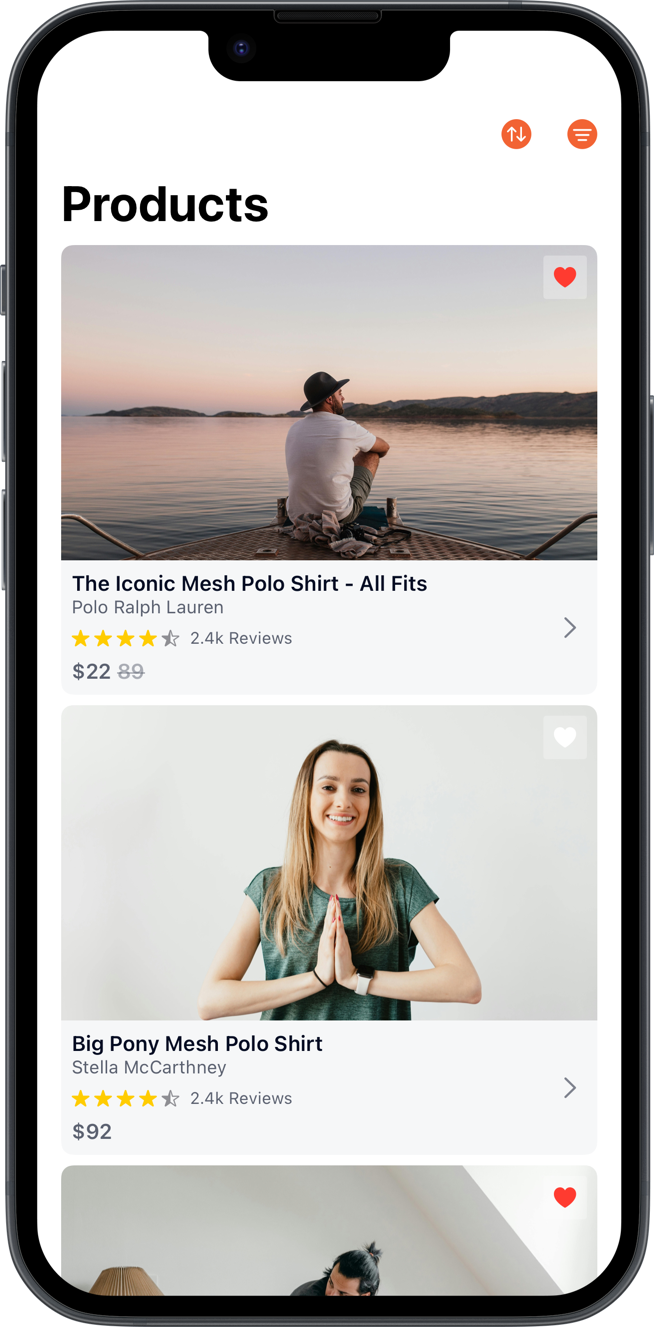 Products
The Iconic Mesh Polo Shirt - All Fits
Polo Ralph Lauren
2.4k Reviews
$22 89
Big Pony Mesh Polo Shirt
Stella McCarthney
2.4k Reviews
$92